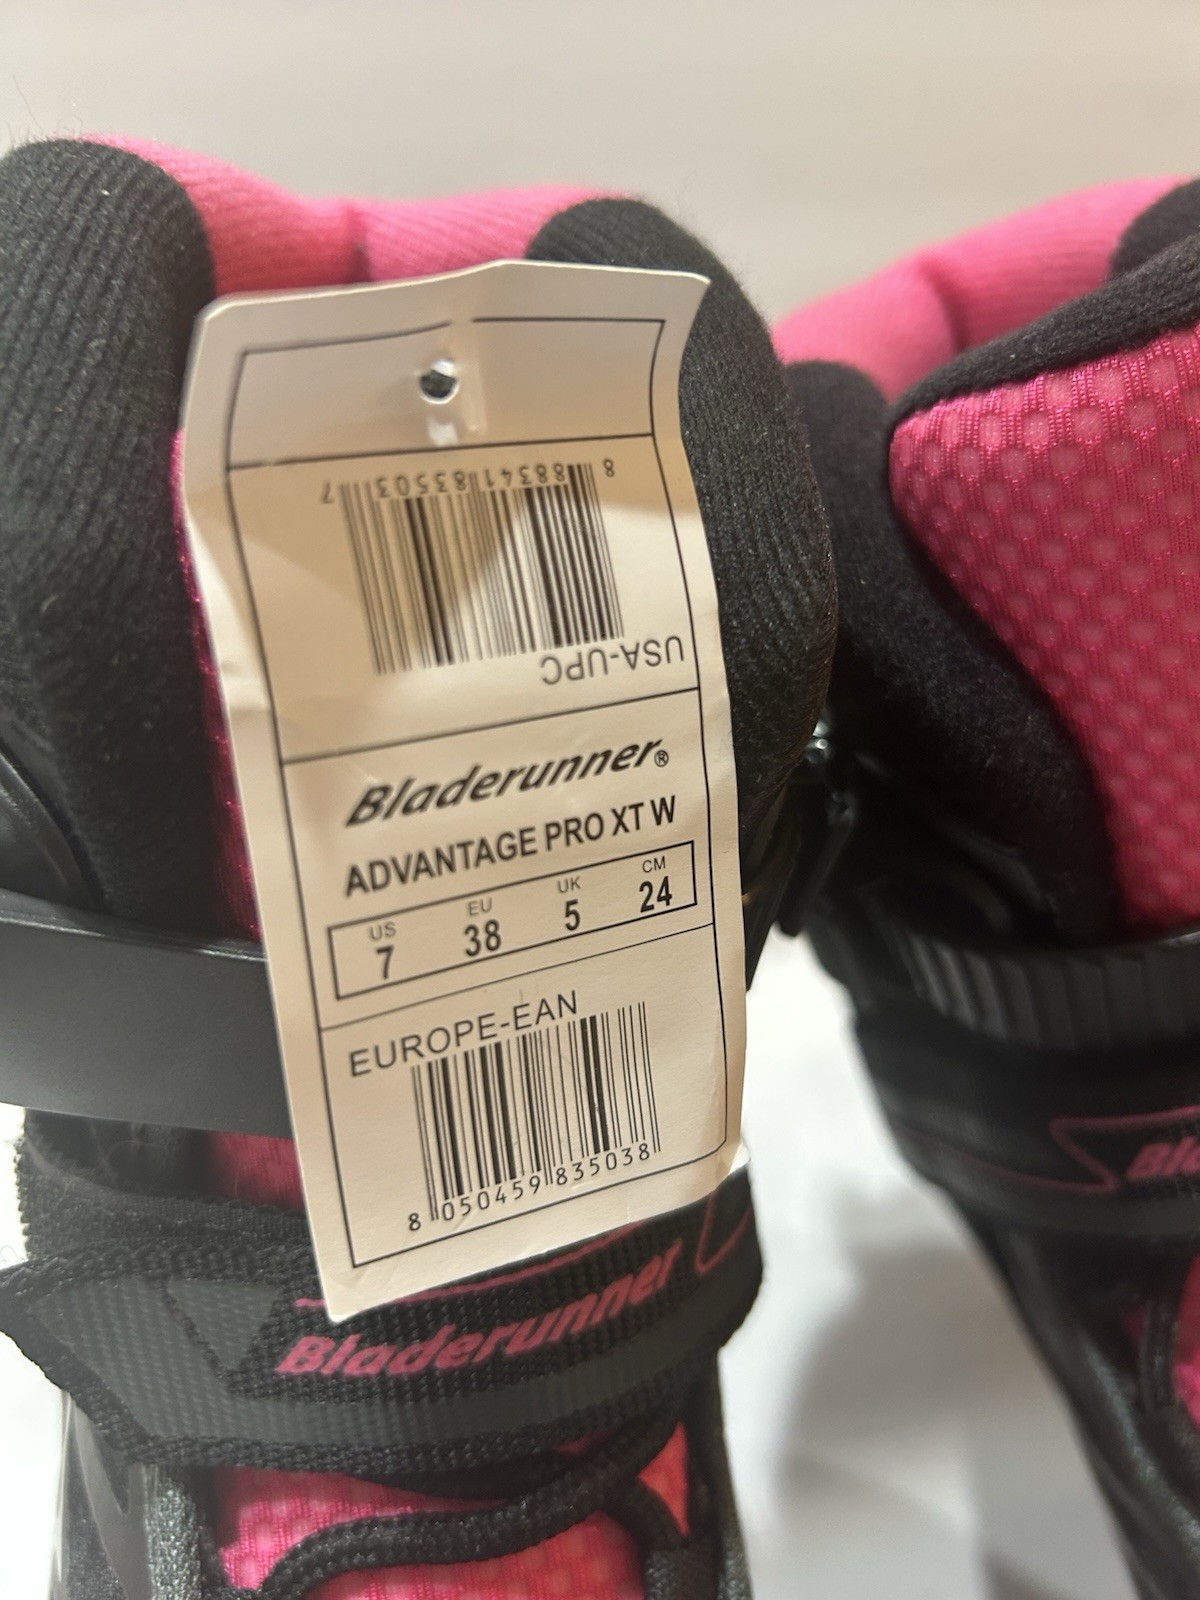 8 88341 83503 7
USA-UPC
Bladerunner®
ADVANTAGE PRO XT W
US EU UK CM
7 38 5 24
EUROPE-EAN
8 050459 835038
Bladerunner